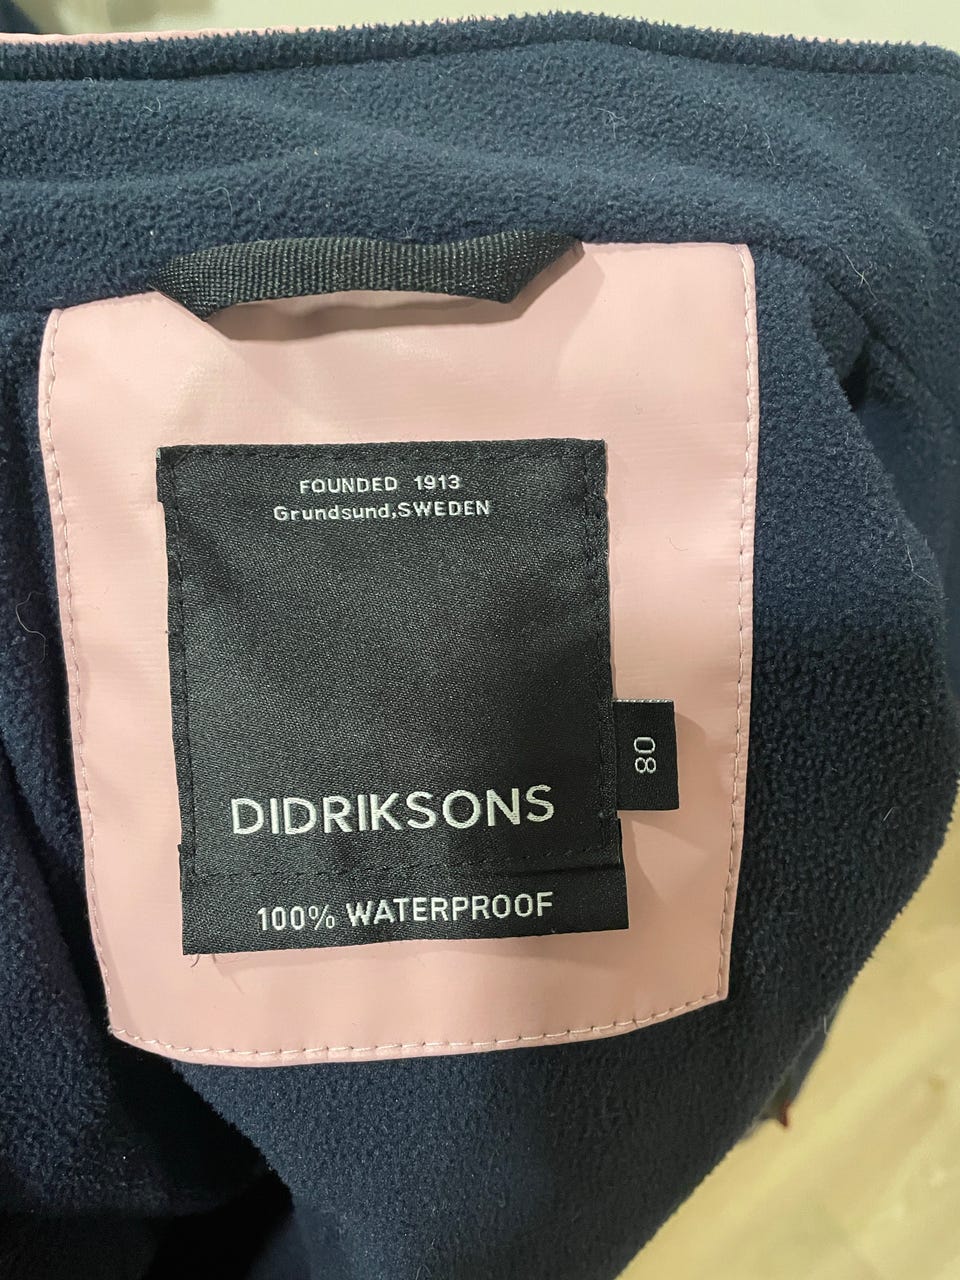 FOUNDED 1913
Grundsund,SWEDEN
DIDRIKSONS
100% WATERPROOF
80